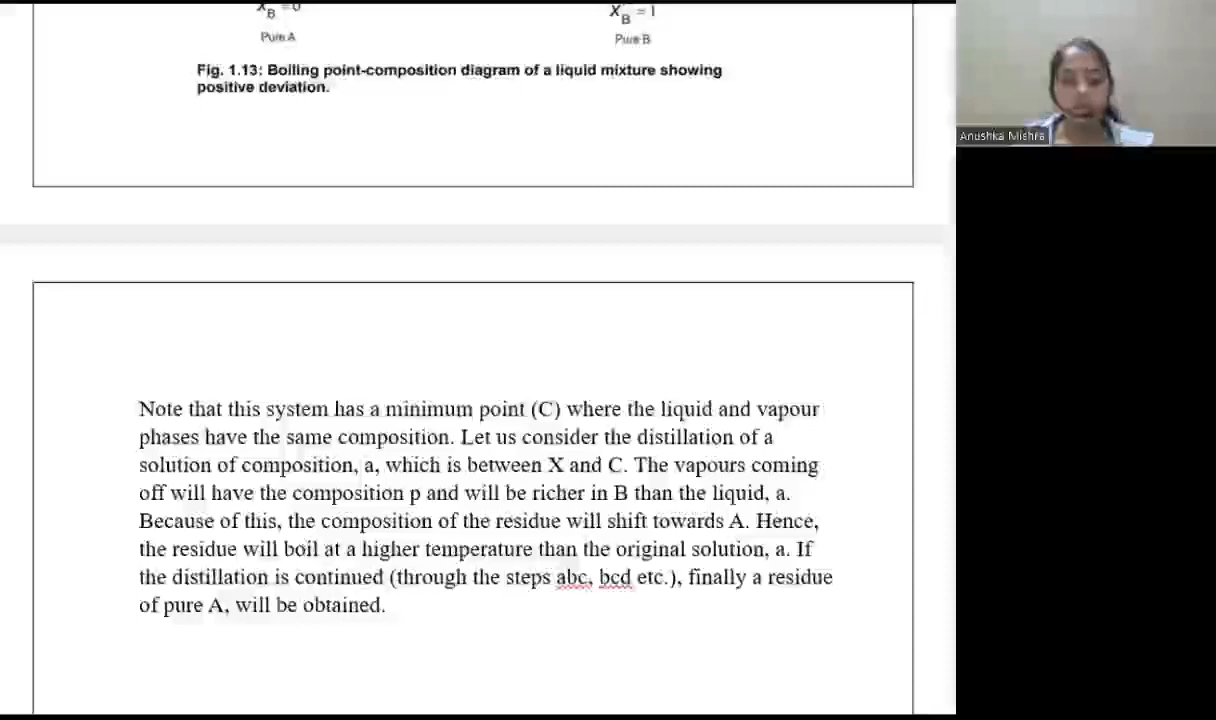 X_B =0
X_B = 1
Pure A
Pure B
Fig. 1.13: Boiling point-composition diagram of a liquid mixture showing
positive deviation.
Anushka Mishra
Note that this system has a minimum point (C) where the liquid and vapour
phases have the same composition. Let us consider the distillation of a
solution of composition, a, which is between X and C. The vapours coming
off will have the composition p and will be richer in B than the liquid, a.
Because of this, the composition of the residue will shift towards A. Hence,
the residue will boil at a higher temperature than the original solution, a. If
the distillation is continued (through the steps abc, bcd etc.), finally a residue
of pure A, will be obtained.